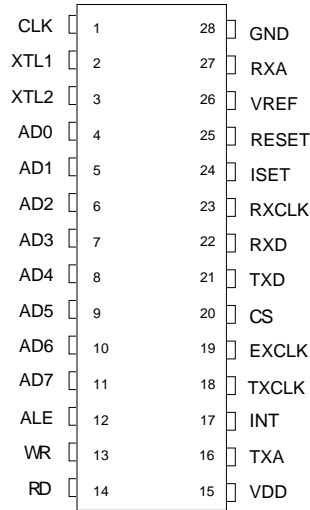 CLK 1 28 GND
XTL1 2 27 RXA
XTL2 3 26 VREF
AD0 4 25 RESET
AD1 5 24 ISET
AD2 6 23 RXCLK
AD3 7 22 RXD
AD4 8 21 TXD
AD5 9 20 CS
AD6 10 19 EXCLK
AD7 11 18 TXCLK
ALE 12 17 INT
WR 13 16 TXA
RD 14 15 VDD